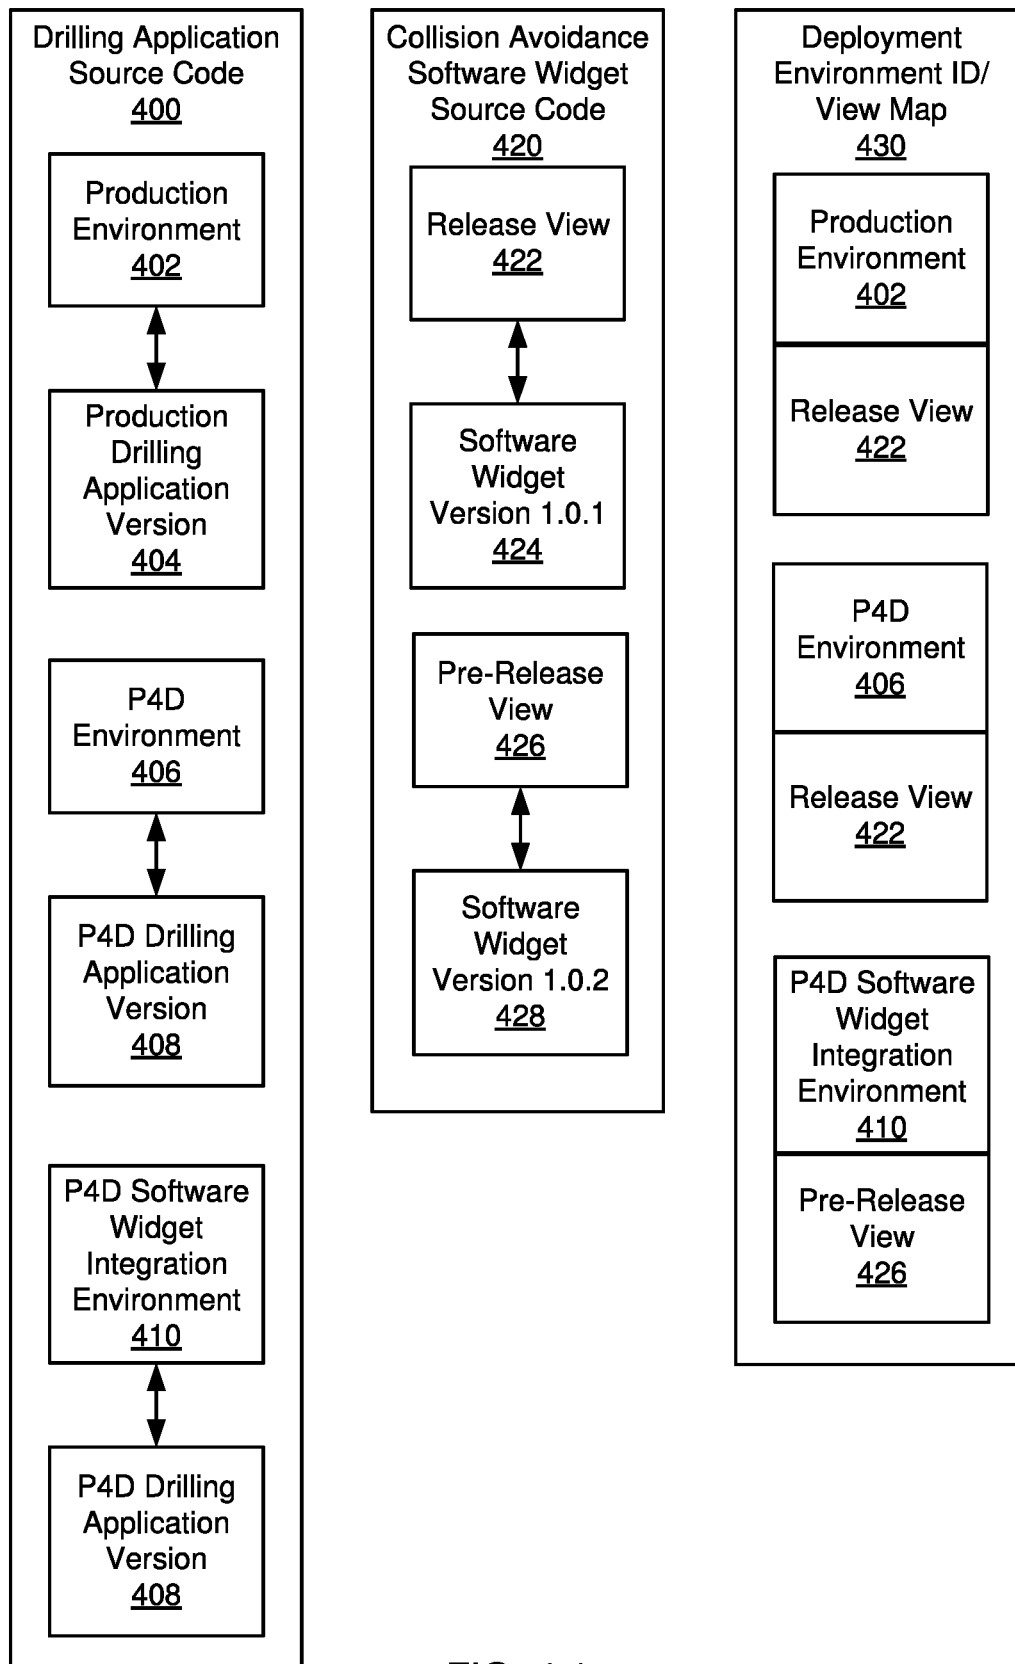 Drilling Application
Source Code
400
Production
Environment
402
Production
Drilling
Application
Version
404
P4D
Environment
406
P4D Drilling
Application
Version
408
P4D Software
Widget
Integration
Environment
410
P4D Drilling
Application
Version
408
Collision Avoidance
Software Widget
Source Code
420
Release View
422
Software
Widget
Version 1.0.1
424
Pre-Release
View
426
Software
Widget
Version 1.0.2
428
Deployment
Environment ID/
View Map
430
Production
Environment
402
Release View
422
P4D
Environment
406
Release View
422
P4D Software
Widget
Integration
Environment
410
Pre-Release
View
426